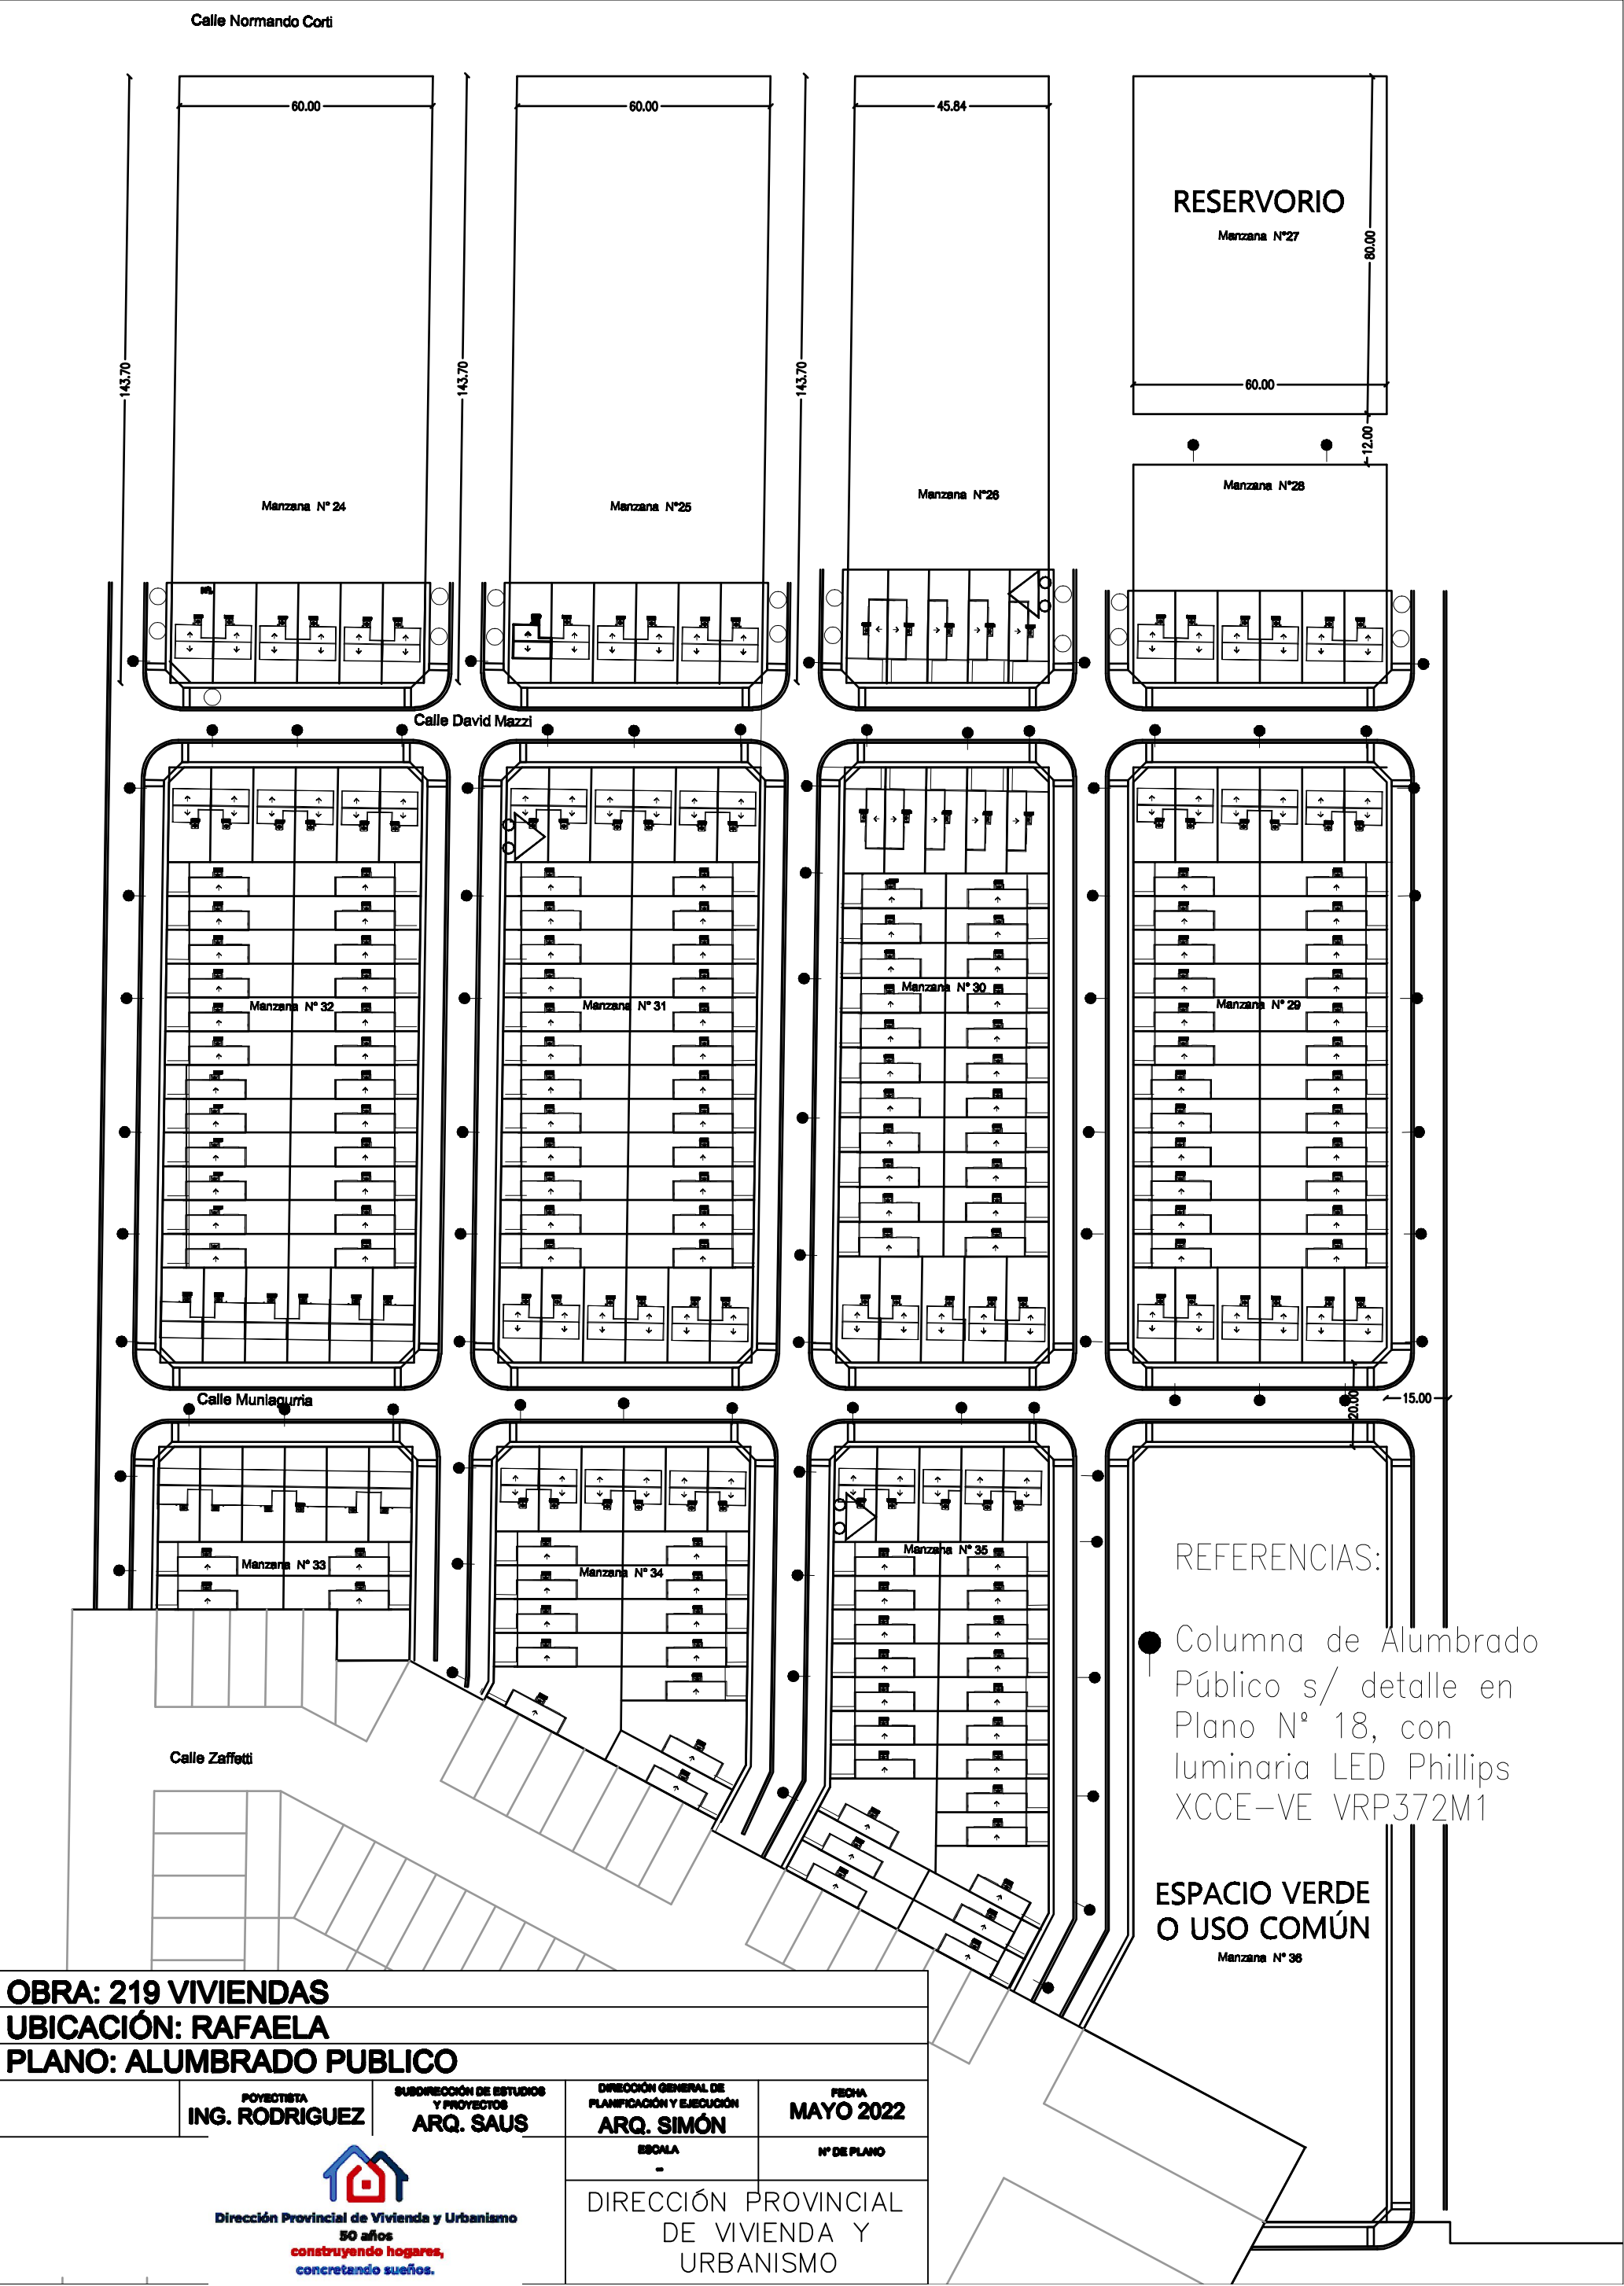 Calle Normando Corti
60.00
60.00
45.84
RESERVORIO
Manzana N°27
80.00
143.70
143.70
143.70
60.00
12.00
Manzana N° 24
Manzana N°25
Manzana N°26
Manzana N°28
Calle David Mazzi
Manzana N° 32
Manzana N° 31
Manzana N° 30
Manzana N° 29
Calle Muniagurria
20.00
15.00
Manzana N° 33
Manzana N° 34
Manzana N° 35
REFERENCIAS:
Columna de Alumbrado
Público s/ detalle en
Plano Nº 18, con
luminaria LED Phillips
XCCE-VE VRP372M1
Calle Zaffetti
ESPACIO VERDE
O USO COMÚN
Manzana N° 36
OBRA: 219 VIVIENDAS
UBICACIÓN: RAFAELA
PLANO: ALUMBRADO PUBLICO
POYECTISTA
ING. RODRIGUEZ
SUBDIRECCIÓN DE ESTUDIOS
Y PROYECTOS
ARQ. SAUS
DIRECCIÓN GENERAL DE
PLANIFICACIÓN Y EJECUCIÓN
ARQ. SIMÓN
FECHA
MAYO 2022
ESCALA
-
N° DE PLANO
Dirección Provincial de Vivienda y Urbanismo
50 años
construyendo hogares,
concretando sueños.
DIRECCIÓN PROVINCIAL
DE VIVIENDA Y
URBANISMO